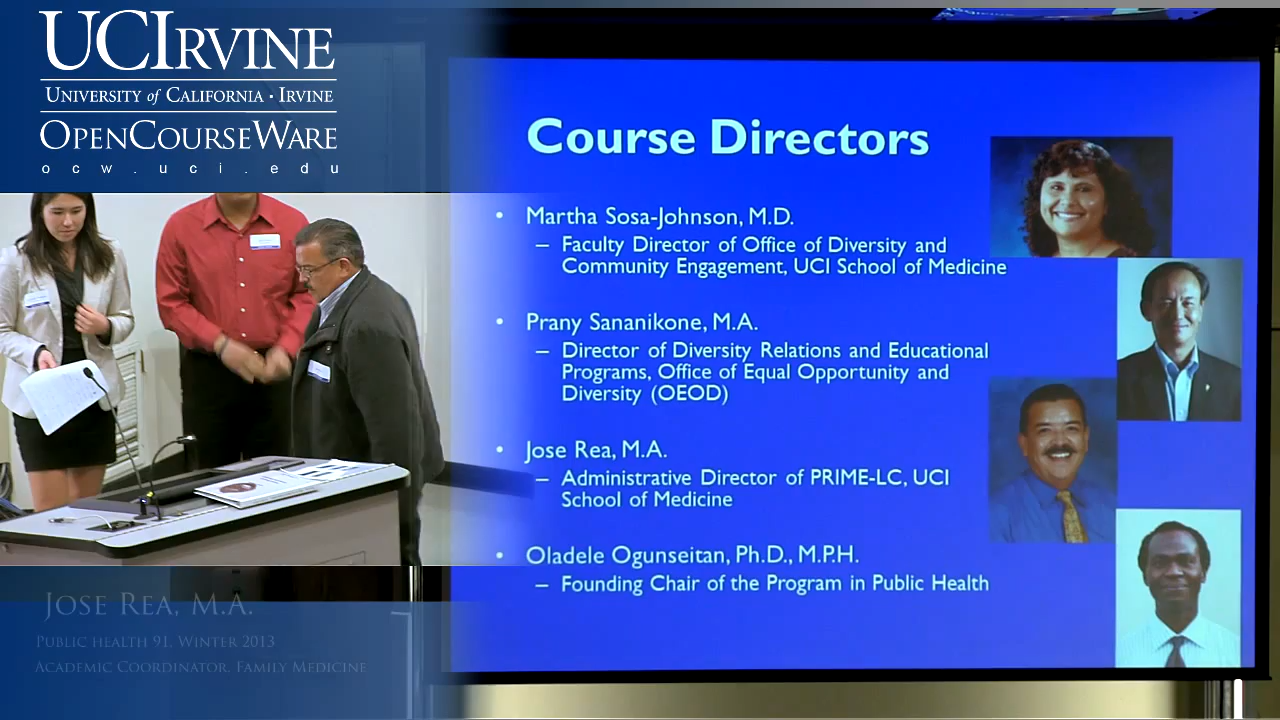 UCIRVINE
UNIVERSITY of CALIFORNIA · IRVINE
OPENCOURSEWARE
ocw.uci.edu
Course Directors
• Martha Sosa-Johnson, M.D.
– Faculty Director of Office of Diversity and
Community Engagement, UCI School of Medicine
• Prany Sananikone, M.A.
– Director of Diversity Relations and Educational
Programs, Office of Equal Opportunity and
Diversity (OEOD)
• Jose Rea, M.A.
– Administrative Director of PRIME-LC, UCI
School of Medicine
• Oladele Ogunseitan, Ph.D., M.P.H.
– Founding Chair of the Program in Public Health
JOSE REA, M.A.
PUBLIC HEALTH 91, WINTER 2013
ACADEMIC COORDINATOR, FAMILY MEDICINE